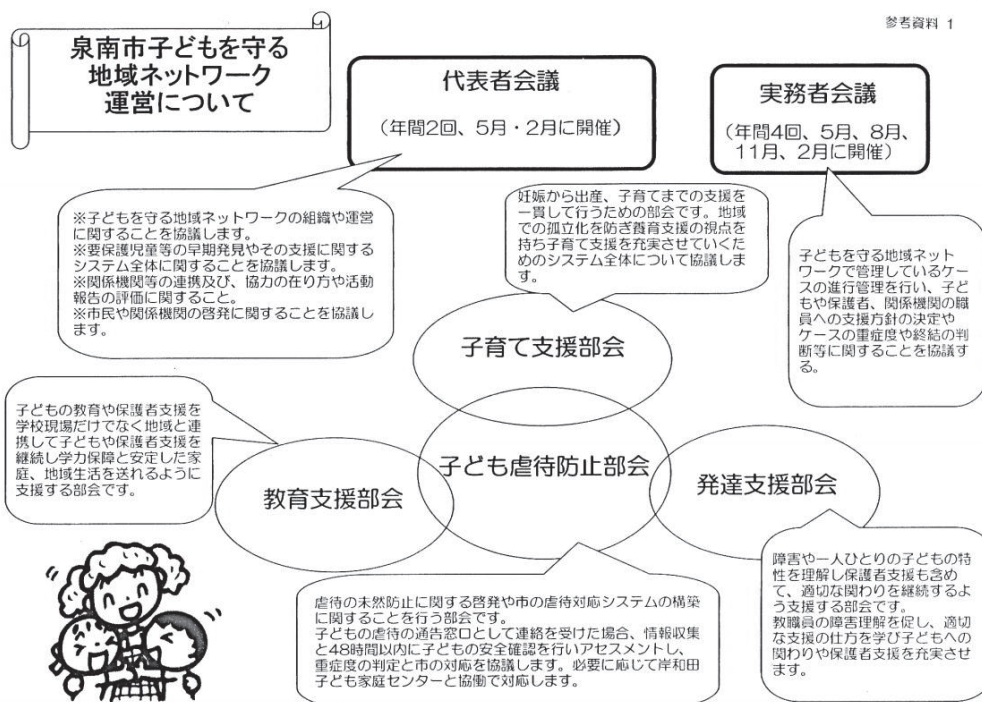 参考資料 1
泉南市子どもを守る
地域ネットワーク
運営について
代表者会議
（年間2回、5月・2月に開催）
実務者会議
（年間4回、5月、8月、
11月、2月に開催）
※子どもを守る地域ネットワークの組織や運営
に関することを協議します。
※要保護児童等の早期発見やその支援に関する
システム全体に関することを協議します。
※関係機関等の連携及び、協力の在り方や活動
報告の評価に関すること。
※市民や関係機関の啓発に関することを協議し
ます。
妊娠から出産、子育てまでの支援を
一貫して行うための部会です。地域
での孤立化を防ぎ養育支援の視点を
持ち子育て支援を充実させていくた
めのシステム全体について協議しま
す。
子どもを守る地域ネット
ワークで管理しているケー
スの進行管理を行い、子ど
もや保護者、関係機関の職
員への支援方針の決定や
ケースの重症度や終結の判
断等に関することを協議す
る。
子育て支援部会
子どもの教育や保護者支援を
学校現場だけでなく地域と連
携して子どもや保護者支援を
継続し学力保障と安定した家
庭、地域生活を送れるように
支援する部会です。
子ども虐待防止部会
教育支援部会
発達支援部会
虐待の未然防止に関する啓発や市の虐待対応システムの構築
に関することを行う部会です。
子どもの虐待の通告窓口として連絡を受けた場合、情報収集
と48時間以内に子どもの安全確認を行いアセスメントし、
重症度の判定と市の対応を協議します。必要に応じて岸和田
子ども家庭センターと協働で対応します。
障害や一人ひとりの子どもの特
性を理解し保護者支援も含め
て、適切な関わりを継続するよ
う支援する部会です。
教職員の障害理解を促し、適切
な支援の仕方を学び子どもへの
関わりや保護者支援を充実させ
ます。